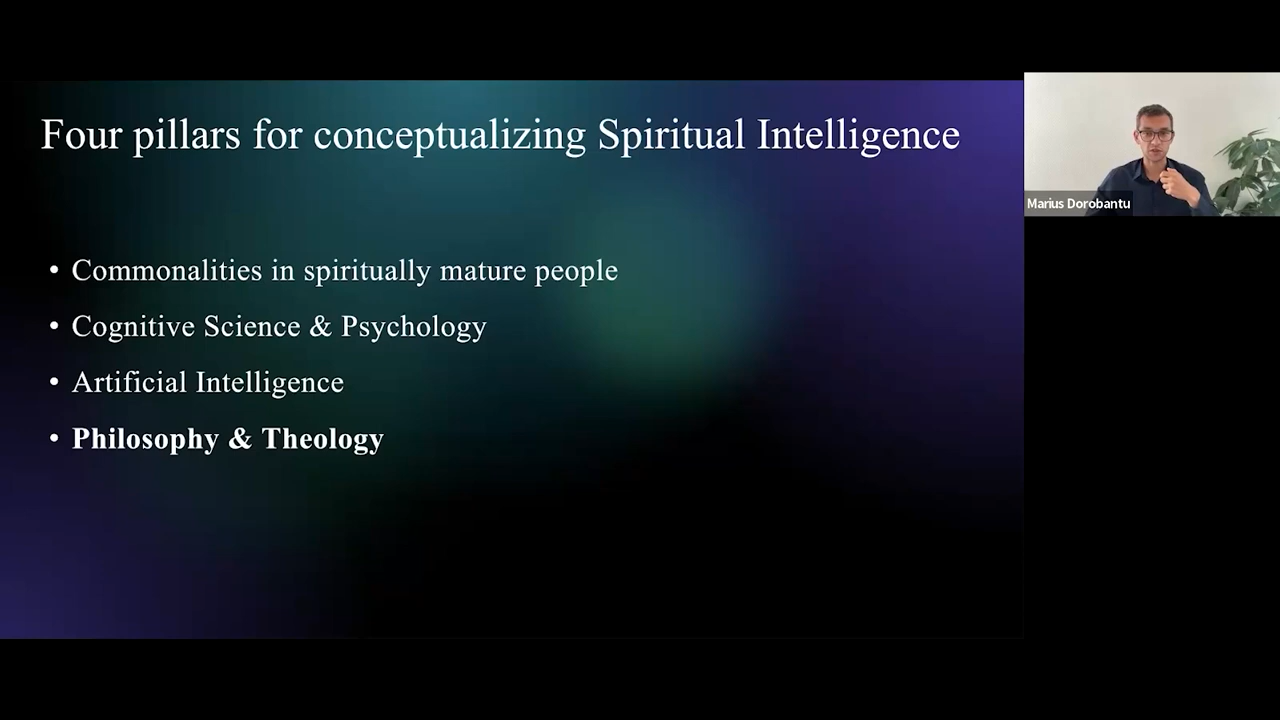 Four pillars for conceptualizing Spiritual Intelligence
• Commonalities in spiritually mature people
• Cognitive Science & Psychology
• Artificial Intelligence
• Philosophy & Theology
Marius Dorobantu